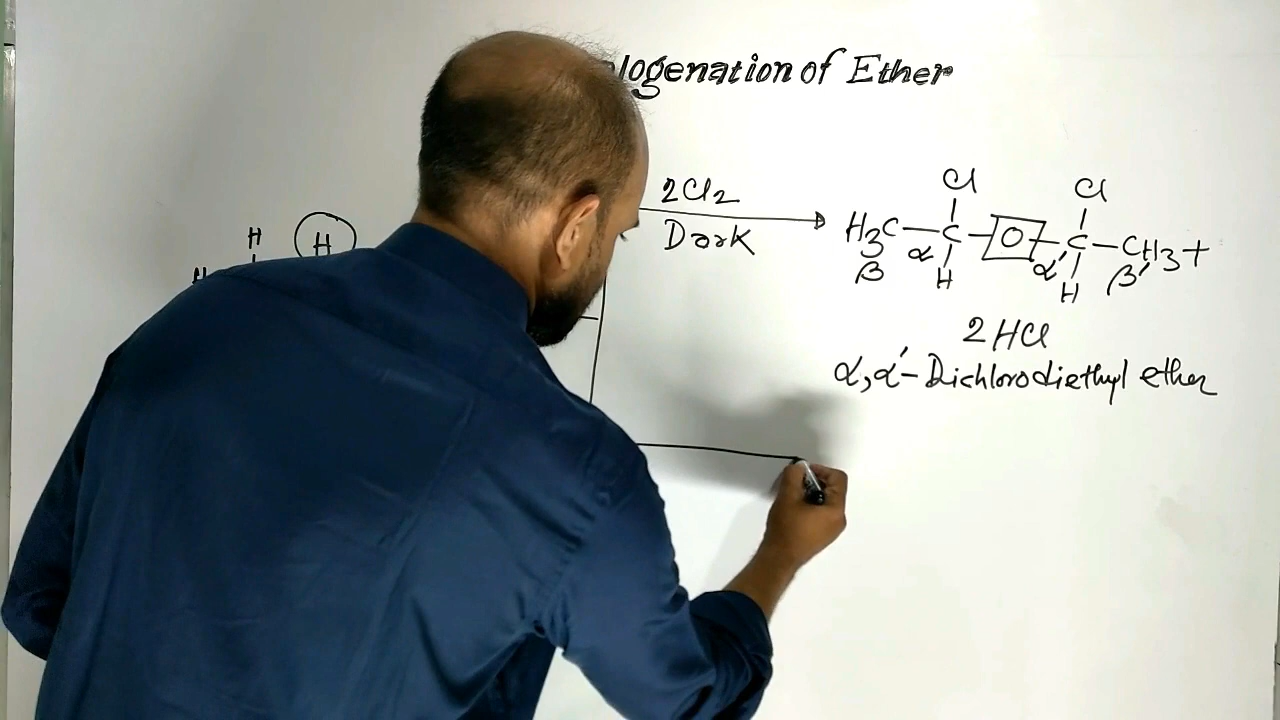 logenation of Ether
2Cl2
Dark
Cl Cl
H H H3C—C—O—C—CH3 +
H α α'
β H H β'
2HCl
α,α'-Dichlorodiethyl ether